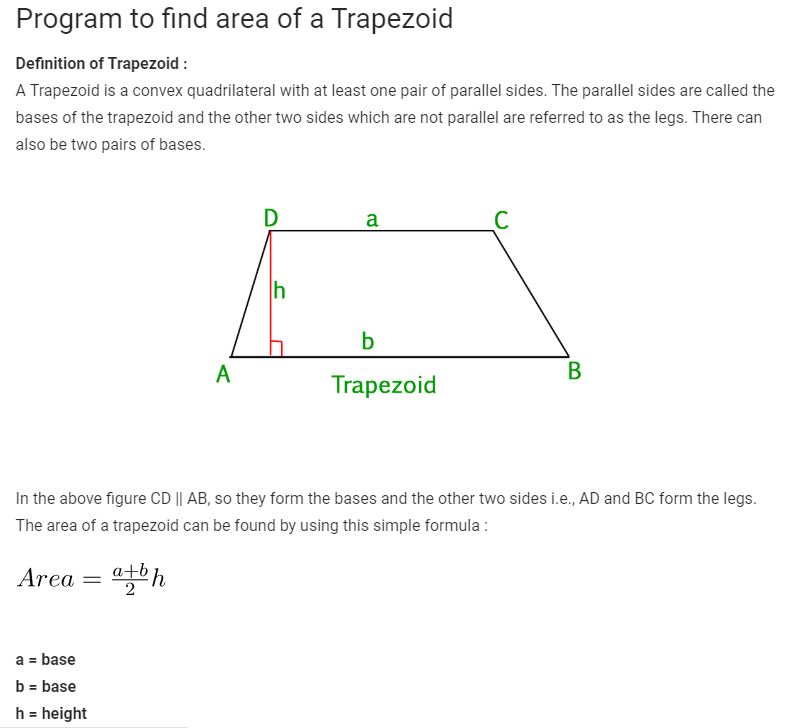 Program to find area of a Trapezoid
Definition of Trapezoid :
A Trapezoid is a convex quadrilateral with at least one pair of parallel sides. The parallel sides are called the
bases of the trapezoid and the other two sides which are not parallel are referred to as the legs. There can
also be two pairs of bases.
D a C
h
b
A B
Trapezoid
In the above figure CD || AB, so they form the bases and the other two sides i.e., AD and BC form the legs.
The area of a trapezoid can be found by using this simple formula :
Area = \frac{a+b}{2}h
a = base
b = base
h = height